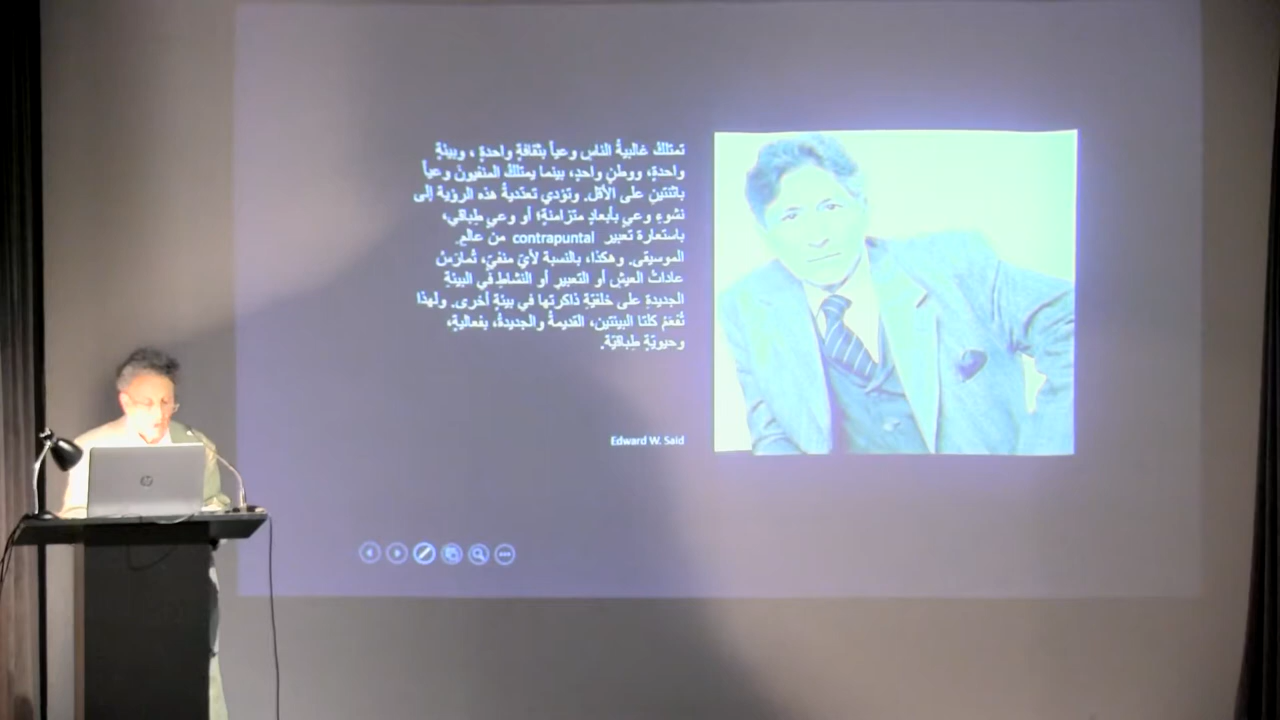 تمتلكُ غالبيةُ الناسِ وعياً بثقافةٍ واحدةٍ ، وبيئةٍ
واحدةٍ، ووطنٍ واحدٍ، بينما يمتلكُ المنفيونَ وعياً
باثنتينِ على الأقل. وتؤدي تعدّديةُ هذه الرؤية إلى
نشوءِ وعيٍ بأبعادٍ متزامنةٍ؛ أو وعيٍ طِباقي،
باستعارة تعبير contrapuntal من عالمِ
الموسيقى. وهكذا، بالنسبة لأيّ منفيّ، تُمارَسُ
عاداتُ العيشِ أو التعبيرِ أو النشاطِ في البيئةِ
الجديدةِ على خلفيّة ذاكرتها في بيئةٍ أخرى. ولهذا
تُفعَمُ كلتا البيئتين، القديمةُ والجديدةُ، بفعاليةٍ،
وحيويّةٍ طِباقيّة.
Edward W. Said
hp